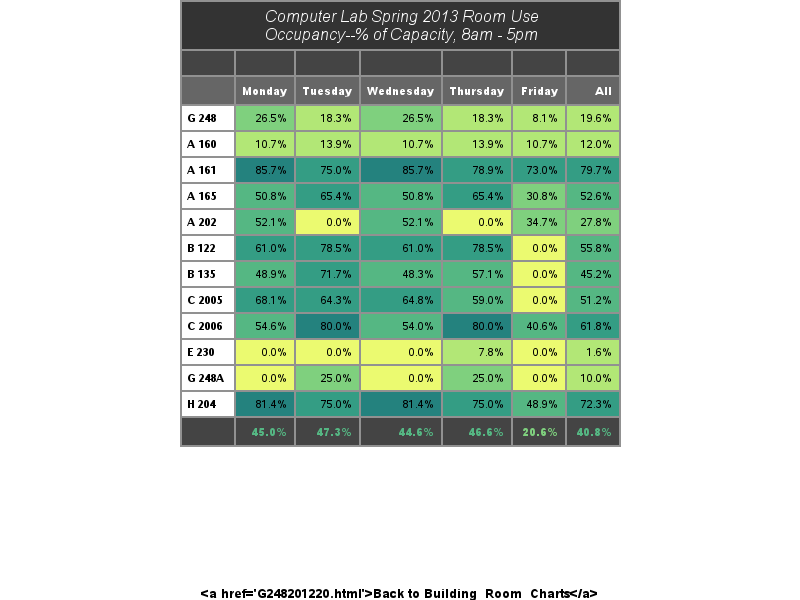 Computer Lab Spring 2013 Room Use
Occupancy--% of Capacity, 8am - 5pm
Monday Tuesday Wednesday Thursday Friday All
G 248 26.5% 18.3% 26.5% 18.3% 8.1% 19.6%
A 160 10.7% 13.9% 10.7% 13.9% 10.7% 12.0%
A 161 85.7% 75.0% 85.7% 78.9% 73.0% 79.7%
A 165 50.8% 65.4% 50.8% 65.4% 30.8% 52.6%
A 202 52.1% 0.0% 52.1% 0.0% 34.7% 27.8%
B 122 61.0% 78.5% 61.0% 78.5% 0.0% 55.8%
B 135 48.9% 71.7% 48.3% 57.1% 0.0% 45.2%
C 2005 68.1% 64.3% 64.8% 59.0% 0.0% 51.2%
C 2006 54.6% 80.0% 54.0% 80.0% 40.6% 61.8%
E 230 0.0% 0.0% 0.0% 7.8% 0.0% 1.6%
G 248A 0.0% 25.0% 0.0% 25.0% 0.0% 10.0%
H 204 81.4% 75.0% 81.4% 75.0% 48.9% 72.3%
45.0% 47.3% 44.6% 46.6% 20.6% 40.8%
<a href='G248201220.html'>Back to Building_Room_Charts</a>